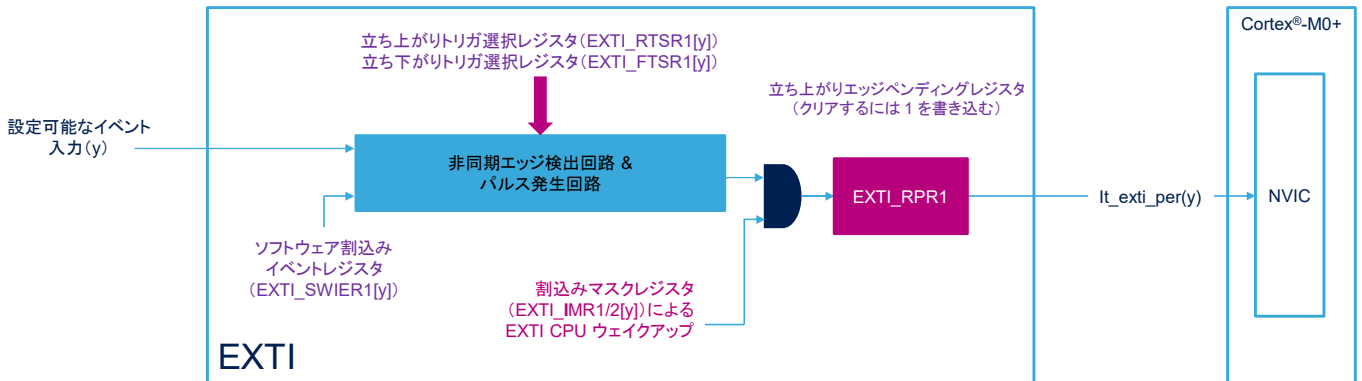 Cortex®-M0+
立ち上がりトリガ選択レジスタ（EXTI_RTSR1[y]）
立ち下がりトリガ選択レジスタ（EXTI_FTSR1[y]）
立ち上がりエッジペンディングレジスタ
（クリアするには 1 を書き込む）
設定可能なイベント
入力（y）
非同期エッジ検出回路 &
パルス発生回路
EXTI_RPR1
It_exti_per(y)
NVIC
ソフトウェア割込み
イベントレジスタ
（EXTI_SWIER1[y]）
割込みマスクレジスタ
（EXTI_IMR1/2[y]）による
EXTI CPU ウェイクアップ
EXTI